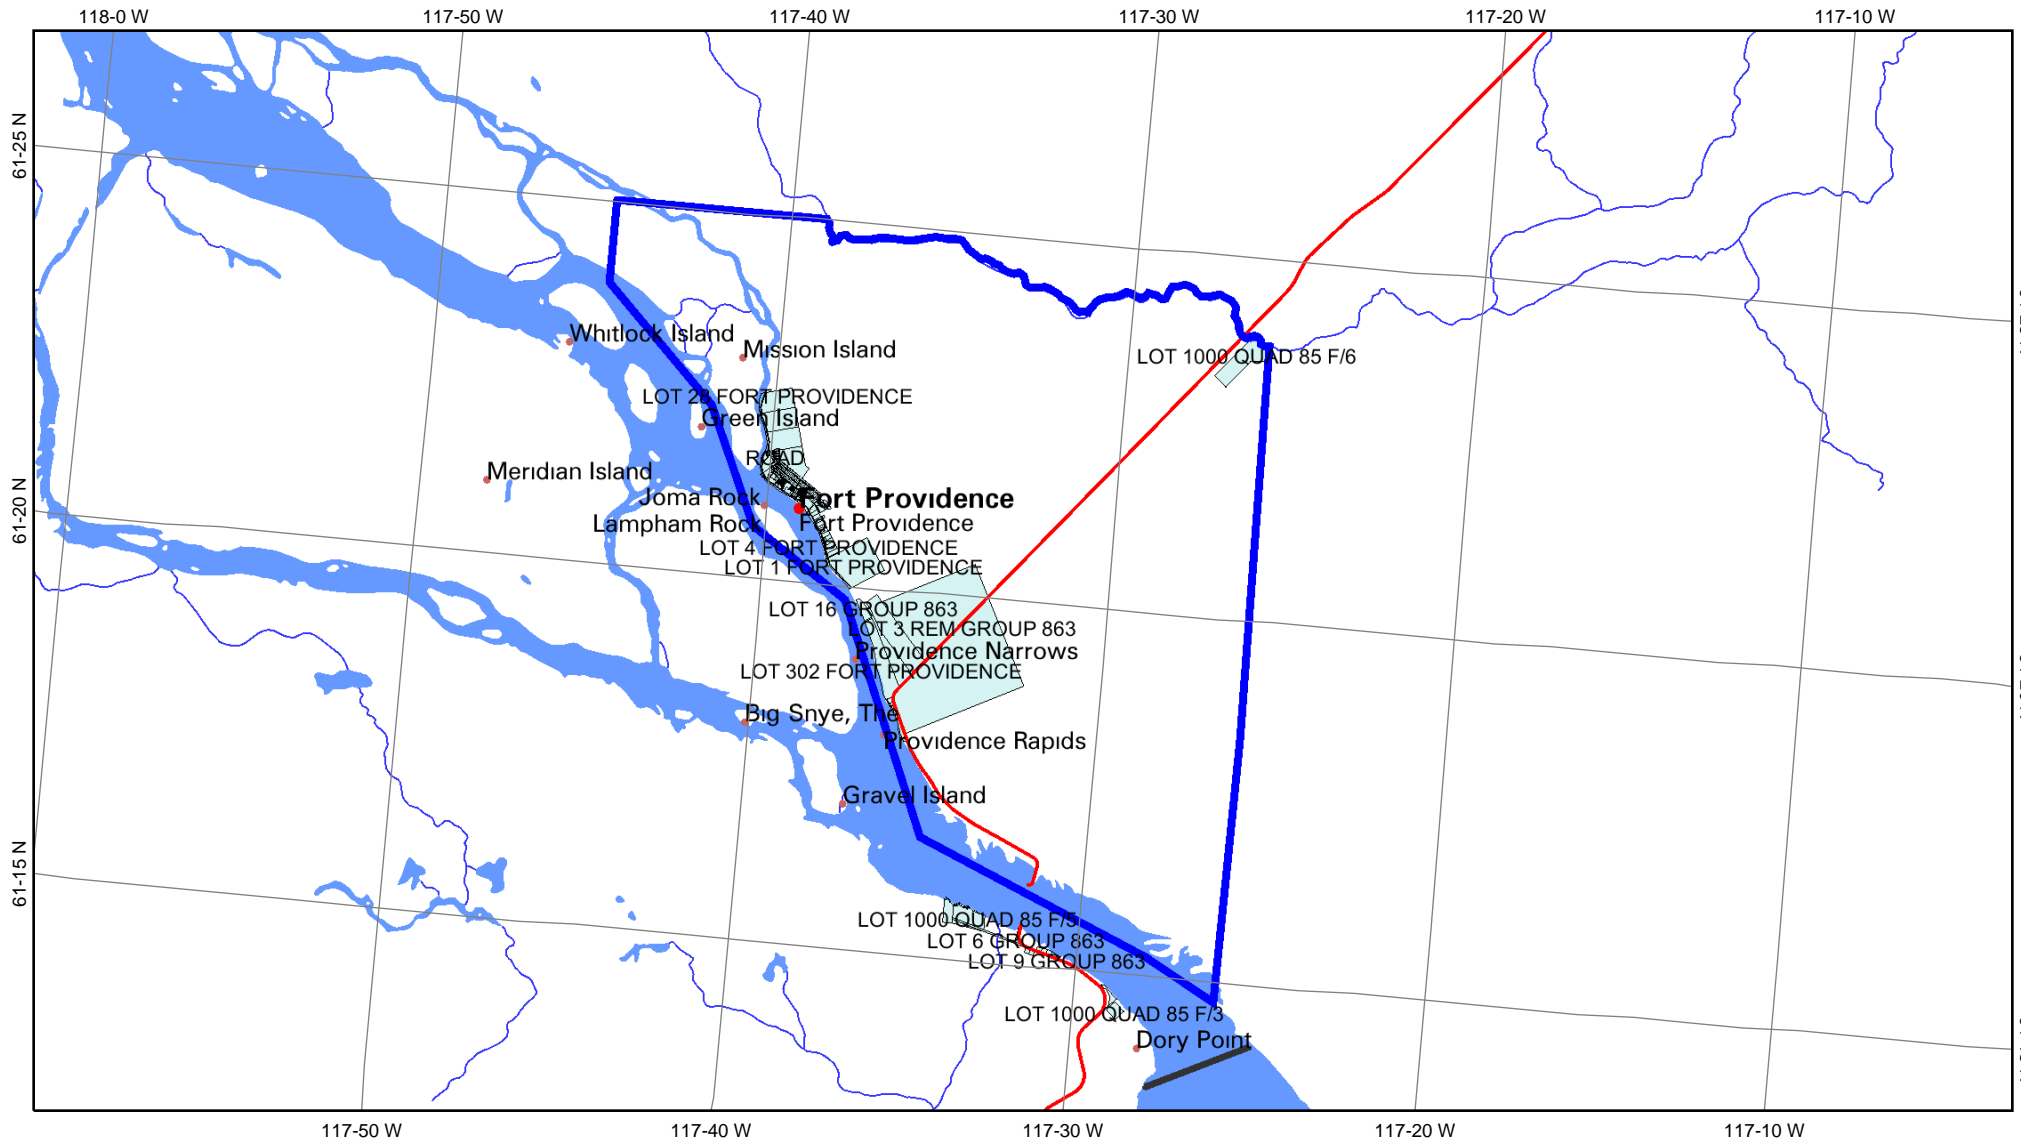 118-0 W
117-50 W
117-40 W
117-30 W
117-20 W
117-10 W
61-25 N
Whitlock Island
Mission Island
LOT 1000 QUAD 85 F/6
LOT 28 FORT PROVIDENCE
Green Island
ROAD
Meridian Island
61-20 N
Joma Rock
Fort Providence
Lampham Rock
Fort Providence
LOT 4 FORT PROVIDENCE
LOT 1 FORT PROVIDENCE
LOT 16 GROUP 863
LOT 3 REM GROUP 863
Providence Narrows
LOT 302 FORT PROVIDENCE
Big Snye, The
Providence Rapids
Gravel Island
61-15 N
LOT 1000 QUAD 85 F/5
LOT 6 GROUP 863
LOT 9 GROUP 863
LOT 1000 QUAD 85 F/3
Dory Point
117-50 W
117-40 W
117-30 W
117-20 W
117-10 W